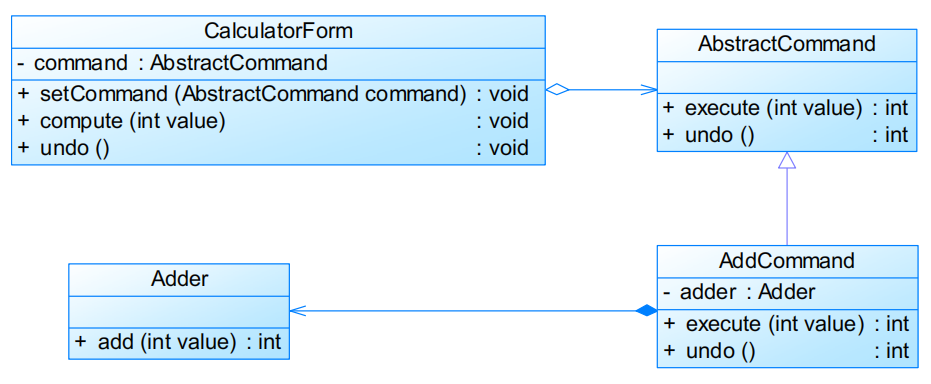 CalculatorForm
- command : AbstractCommand
+ setCommand (AbstractCommand command) : void
+ compute (int value) : void
+ undo () : void
AbstractCommand
+ execute (int value) : int
+ undo () : int
Adder
+ add (int value) : int
AddCommand
- adder : Adder
+ execute (int value) : int
+ undo () : int